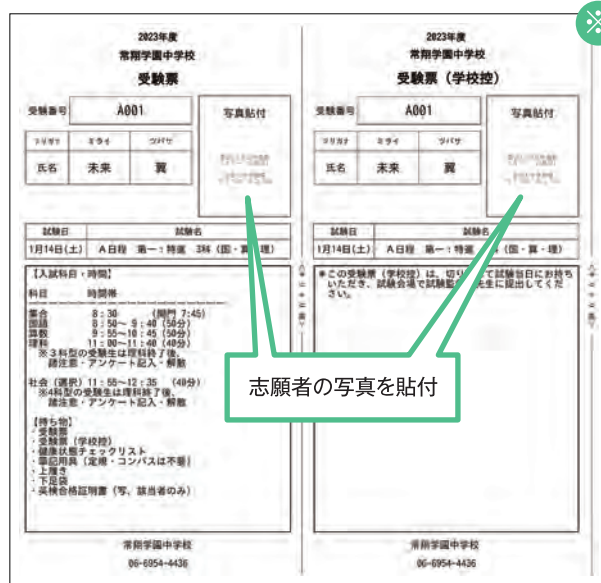 ※
2023年度
常翔学園中学校
受験票
受験番号 A001 写真貼付
フリガナ ミライ ツバサ
氏名 未来 翼
試験日 試験名
1月14日(土) A日程 第一:特進 3科(国・算・理)
【入試科目・時間】
科目 時間帯
集合 8:30 (開門 7:45)
国語 8:50~ 9:40 (50分)
算数 9:55~10:45 (50分)
理科 11:00~11:40 (40分)
※3科型の受験生は理科終了後、
諸注意・アンケート記入・解散
社会(選択) 11:55~12:35 (40分)
※4科型の受験生は理科終了後、
諸注意・アンケート記入・解散
【持ち物】
・受験票
・受験票(学校控)
・健康状態チェックリスト
・筆記用具(定規・コンパスは不要)
・上履き
・下足袋
・英検合格証明書(写、該当者のみ)
常翔学園中学校
06-6954-4436
2023年度
常翔学園中学校
受験票(学校控)
受験番号 A001 写真貼付
フリガナ ミライ ツバサ
氏名 未来 翼
試験日 試験名
1月14日(土) A日程 第一:特進 (国・算・理)
*この受験票(学校控)は、切り て試験当日にお持ち
いただき、試験会場で試験監 先生に提出してくだ
さい。
志願者の写真を貼付
常翔学園中学校
06-6954-4436